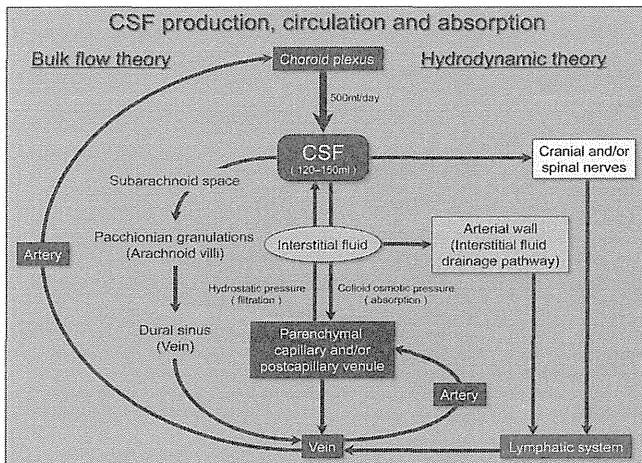 CSF production, circulation and absorption
Bulk flow theory
Choroid plexus
Hydrodynamic theory
500ml/day
CSF
( 120–150ml )
Cranial and/or
spinal nerves
Subarachnoid space
Pacchionian granulations
(Arachnoid villi)
Interstitial fluid
Arterial wall
(Interstitial fluid
drainage pathway)
Artery
Hydrostatic pressure
( filtration )
Colloid osmotic pressure
( absorption )
Dural sinus
(Vein)
Parenchymal
capillary and/or
postcapillary venule
Artery
Vein
Lymphatic system